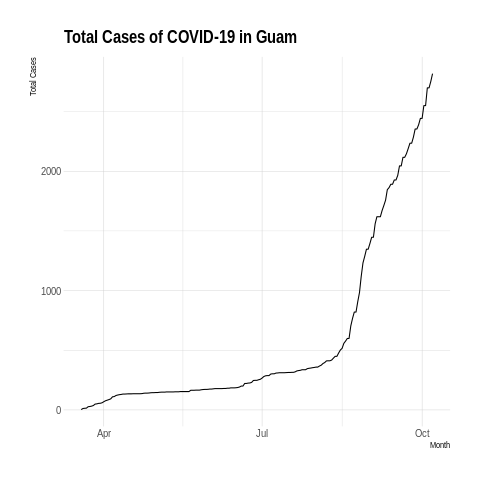 Total Cases of COVID-19 in Guam
Total Cases
2000
1000
0
Apr
Jul
Oct
Month